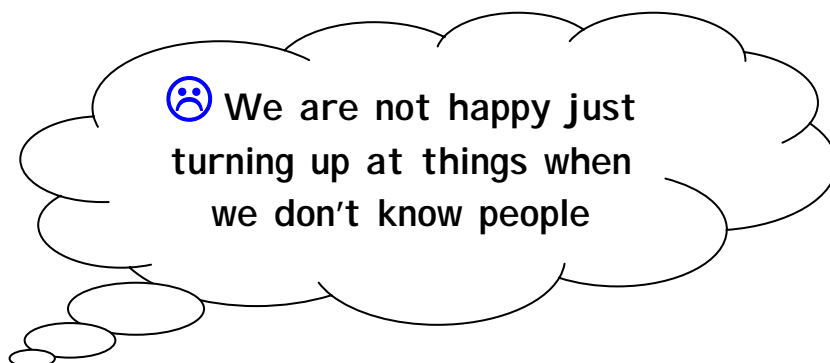 ☹ We are not happy just
turning up at things when
we don't know people